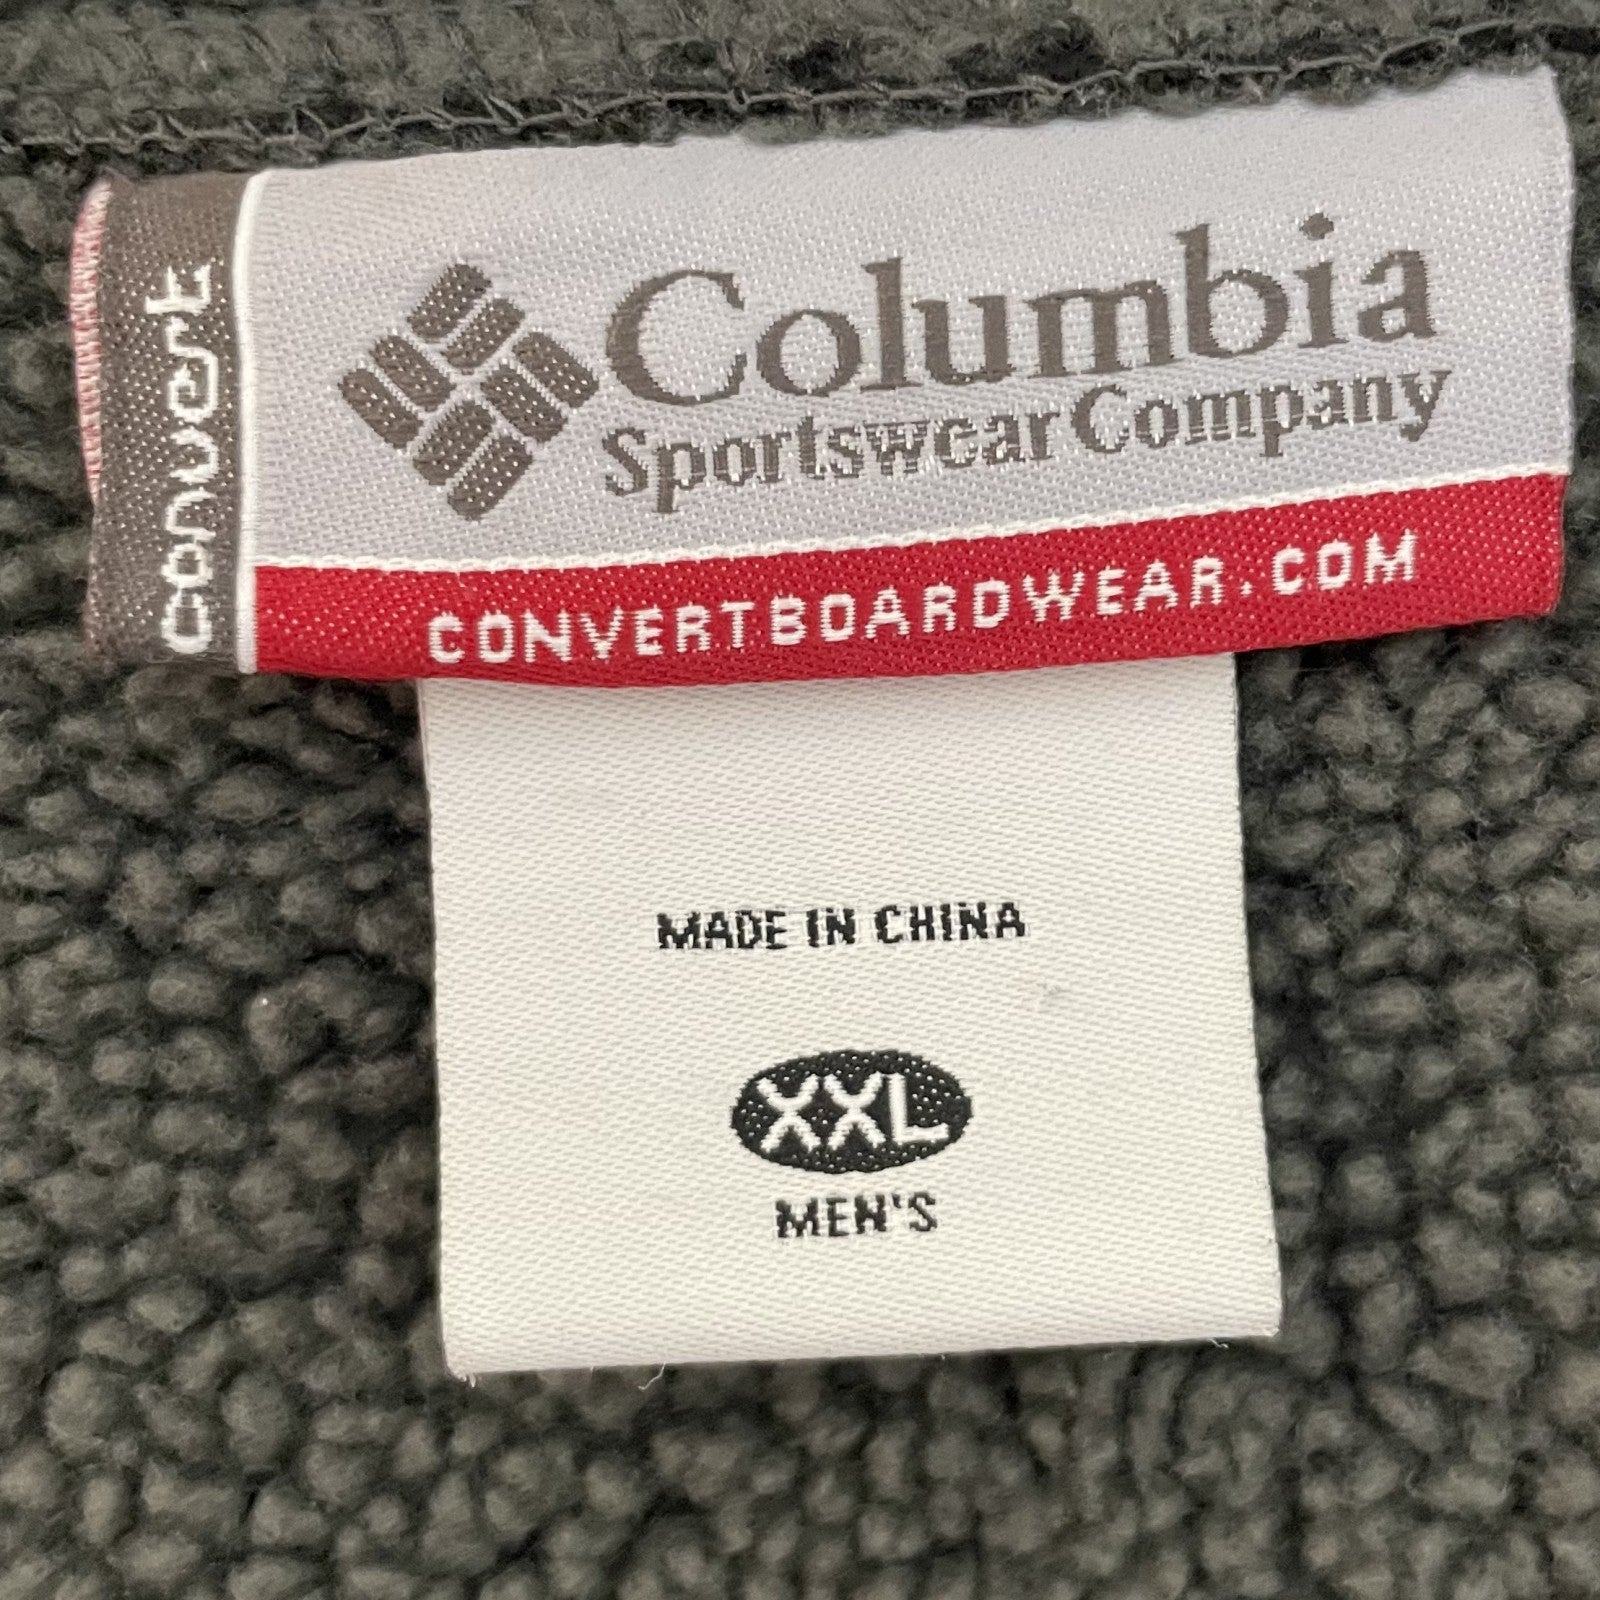 convert
Columbia
Sportswear Company
CONVERTBOARDWEAR.COM
MADE IN CHINA
XXL
MEN'S